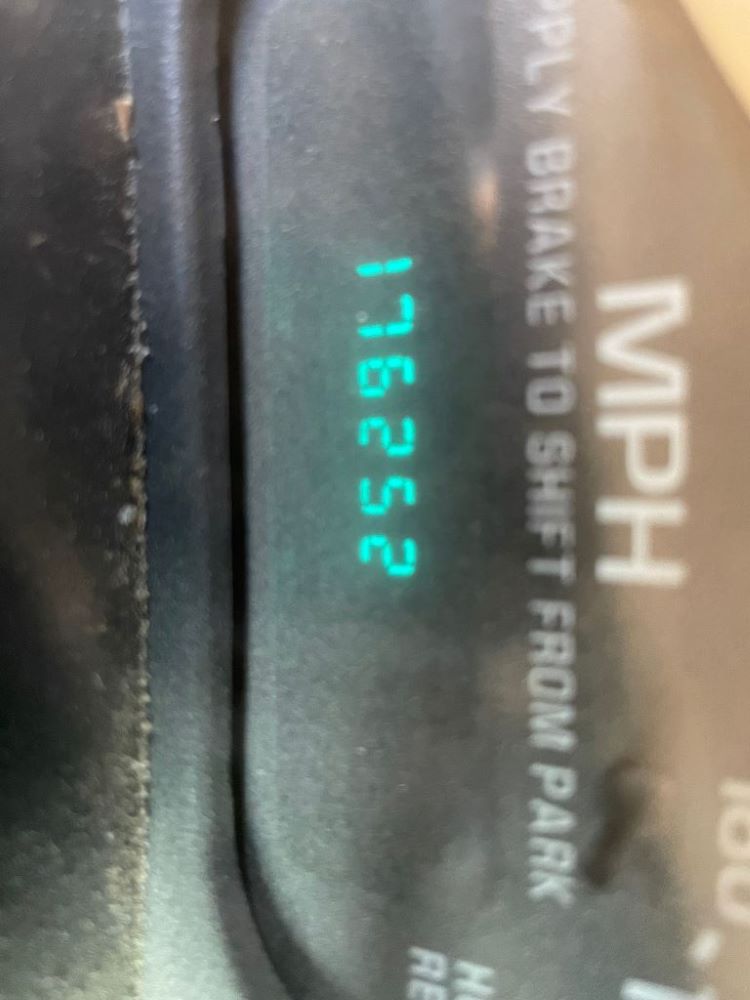 MPH
PPLY BRAKE TO SHIFT FROM PARK
176252